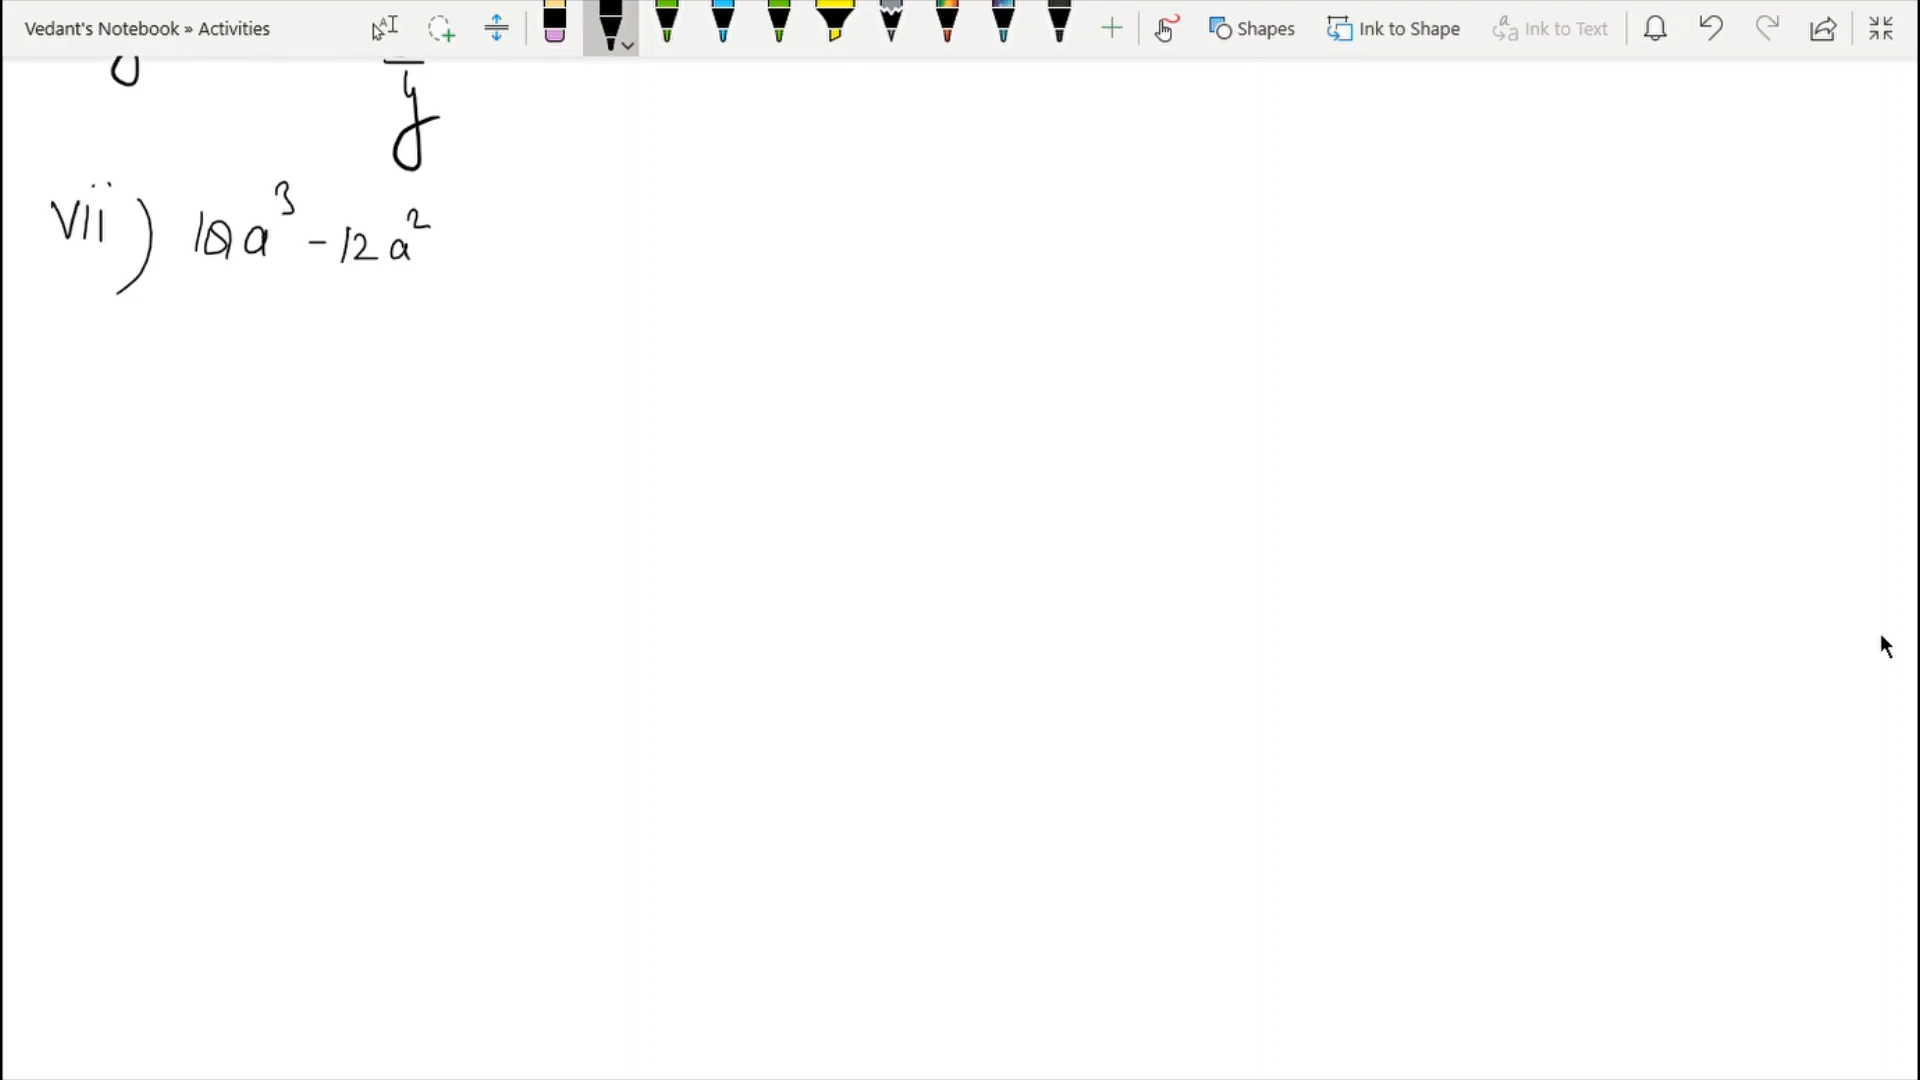 Vedant's Notebook » Activities
Shapes
Ink to Shape
Ink to Text
y
vii) 18a³ - 12a²